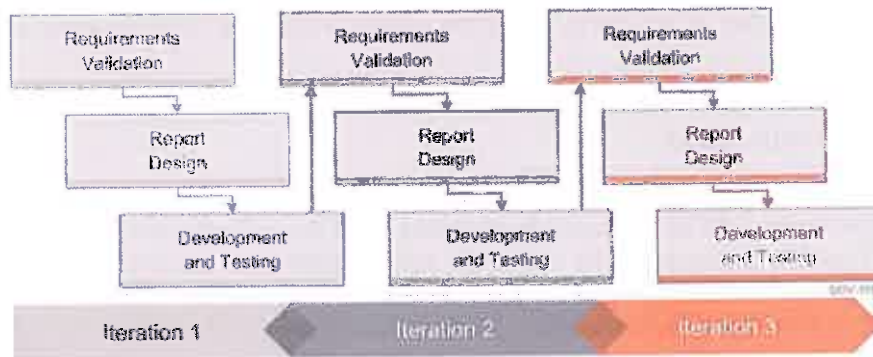 Requirements
Validation
Report
Design
Development
and Testing
Requirements
Validation
Report
Design
Development
and Testing
Requirements
Validation
Report
Design
Development
and Testing
Iteration 1
Iteration 2
Iteration 3